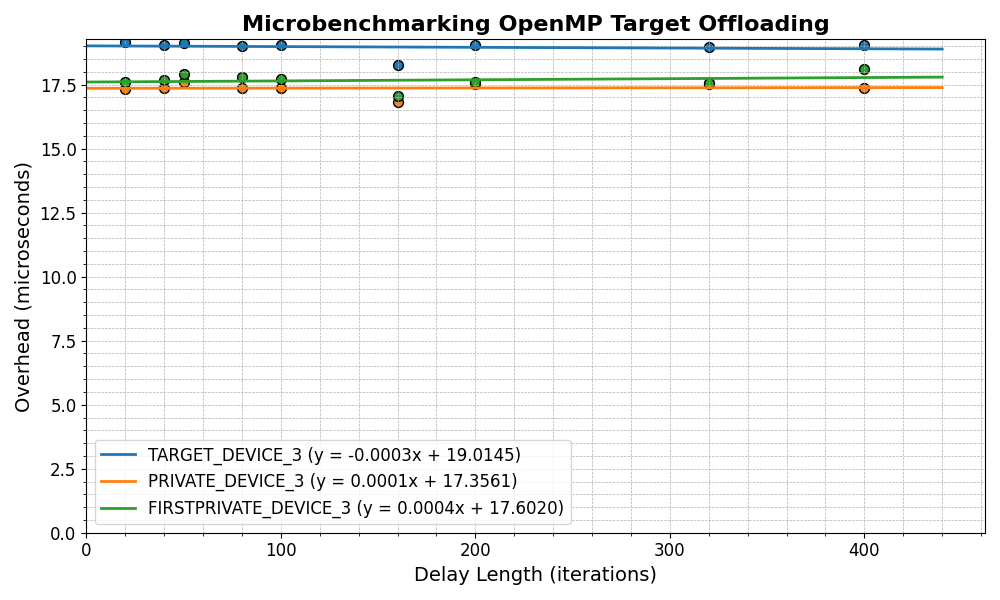 Microbenchmarking OpenMP Target Offloading
Overhead (microseconds)
17.5
15.0
12.5
10.0
7.5
5.0
2.5
0.0
TARGET_DEVICE_3 (y = -0.0003x + 19.0145)
PRIVATE_DEVICE_3 (y = 0.0001x + 17.3561)
FIRSTPRIVATE_DEVICE_3 (y = 0.0004x + 17.6020)
0 100 200 300 400
Delay Length (iterations)